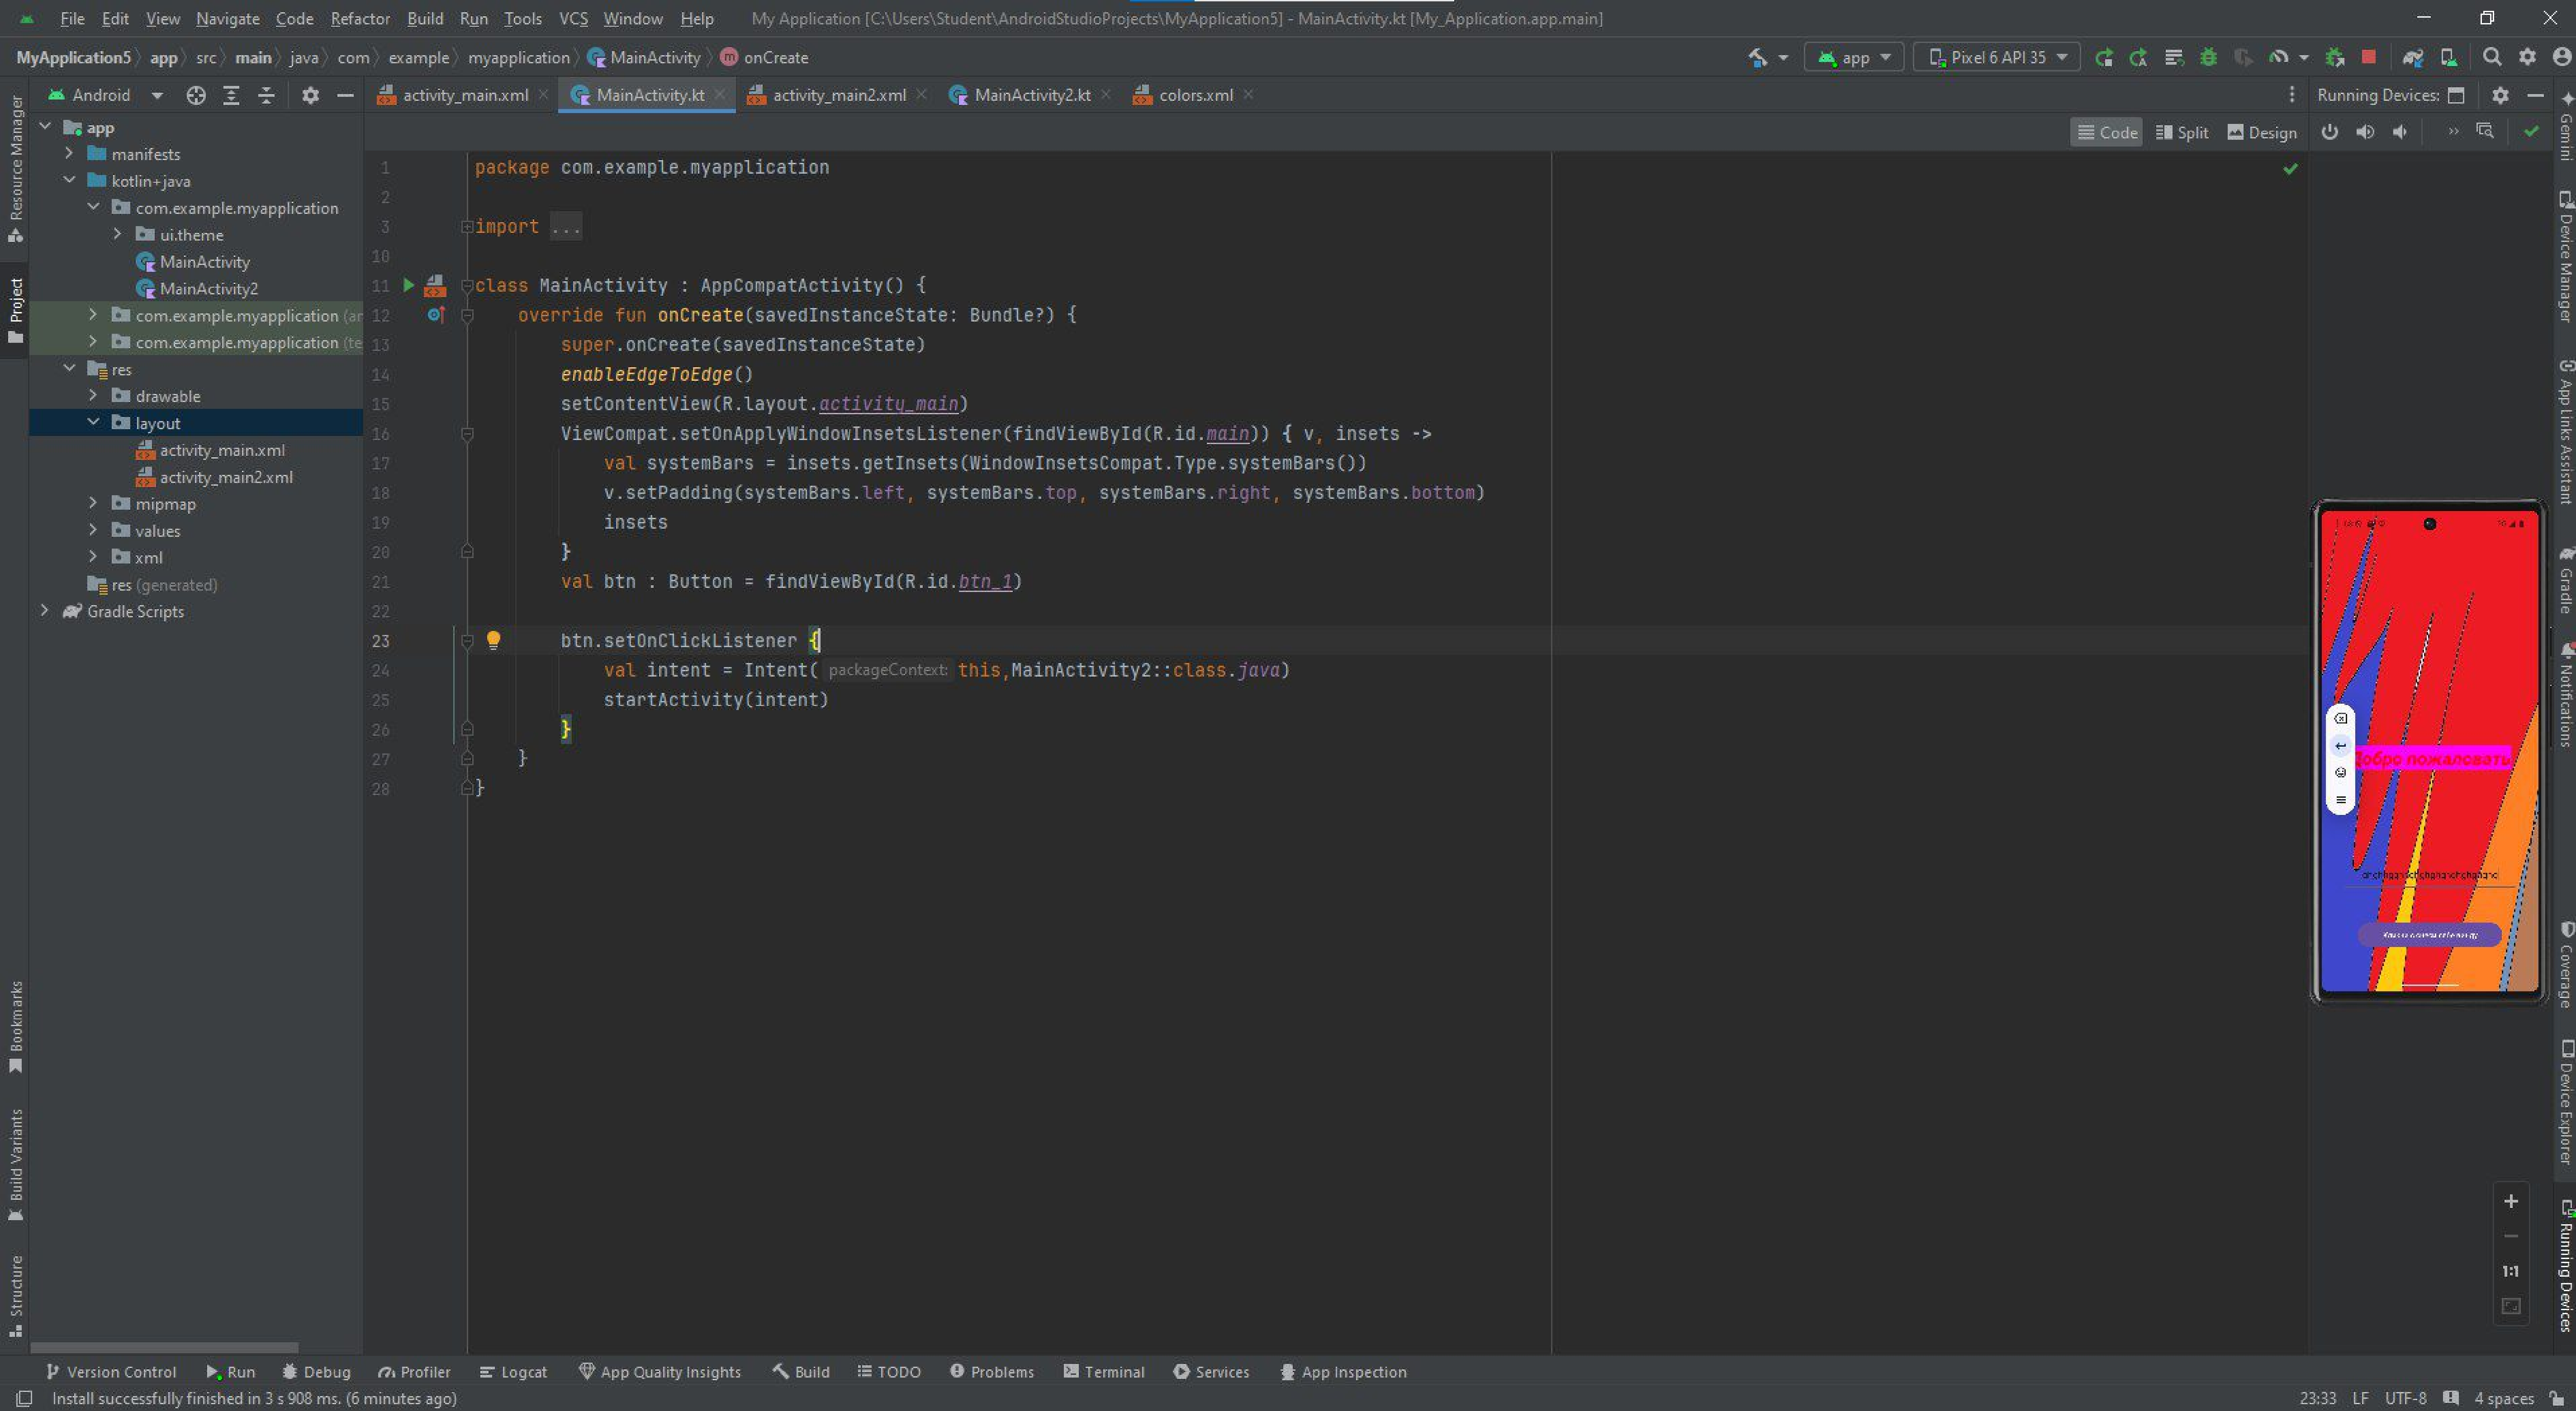 File Edit View Navigate Code Refactor Build Run Tools VCS Window Help My Application [C:\Users\Student\AndroidStudioProjects\MyApplication5] - MainActivity.kt [My_Application.app.main]
MyApplication5 app src main java com example myapplication MainActivity onCreate
app Pixel 6 API 35
Android
activity_main.xml MainActivity.kt activity_main2.xml MainActivity2.kt colors.xml
Running Devices:
Code Split Design
Resource Manager
Project
Bookmarks
Build Variants
Structure
app
manifests
kotlin+java
com.example.myapplication
ui.theme
MainActivity
MainActivity2
com.example.myapplication (ar
com.example.myapplication (te
res
drawable
layout
activity_main.xml
activity_main2.xml
mipmap
values
xml
res (generated)
Gradle Scripts
1 package com.example.myapplication
2
3 import ...
10
11 class MainActivity : AppCompatActivity() {
12 override fun onCreate(savedInstanceState: Bundle?) {
13 super.onCreate(savedInstanceState)
14 enableEdgeToEdge()
15 setContentView(R.layout.activity_main)
16 ViewCompat.setOnApplyWindowInsetsListener(findViewById(R.id.main)) { v, insets ->
17 val systemBars = insets.getInsets(WindowInsetsCompat.Type.systemBars())
18 v.setPadding(systemBars.left, systemBars.top, systemBars.right, systemBars.bottom)
19 insets
20 }
21 val btn : Button = findViewById(R.id.btn_1)
22
23 btn.setOnClickListener {
24 val intent = Intent( packageContext: this,MainActivity2::class.java)
25 startActivity(intent)
26 }
27 }
28 }
Добро пожаловать
Gemini
Device Manager
App Links Assistant
Gradle
Notifications
Coverage
Device Explorer
Running Devices
1:1
Version Control Run Debug Profiler Logcat App Quality Insights Build TODO Problems Terminal Services App Inspection
Install successfully finished in 3 s 908 ms. (6 minutes ago)
23:33 LF UTF-8 4 spaces